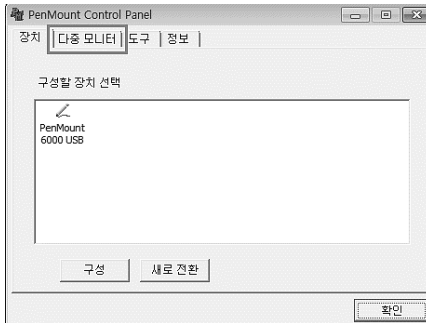 PenMount Control Panel
장치 다중 모니터 도구 정보
구성할 장치 선택
PenMount
6000 USB
구성 새로 전환
확인